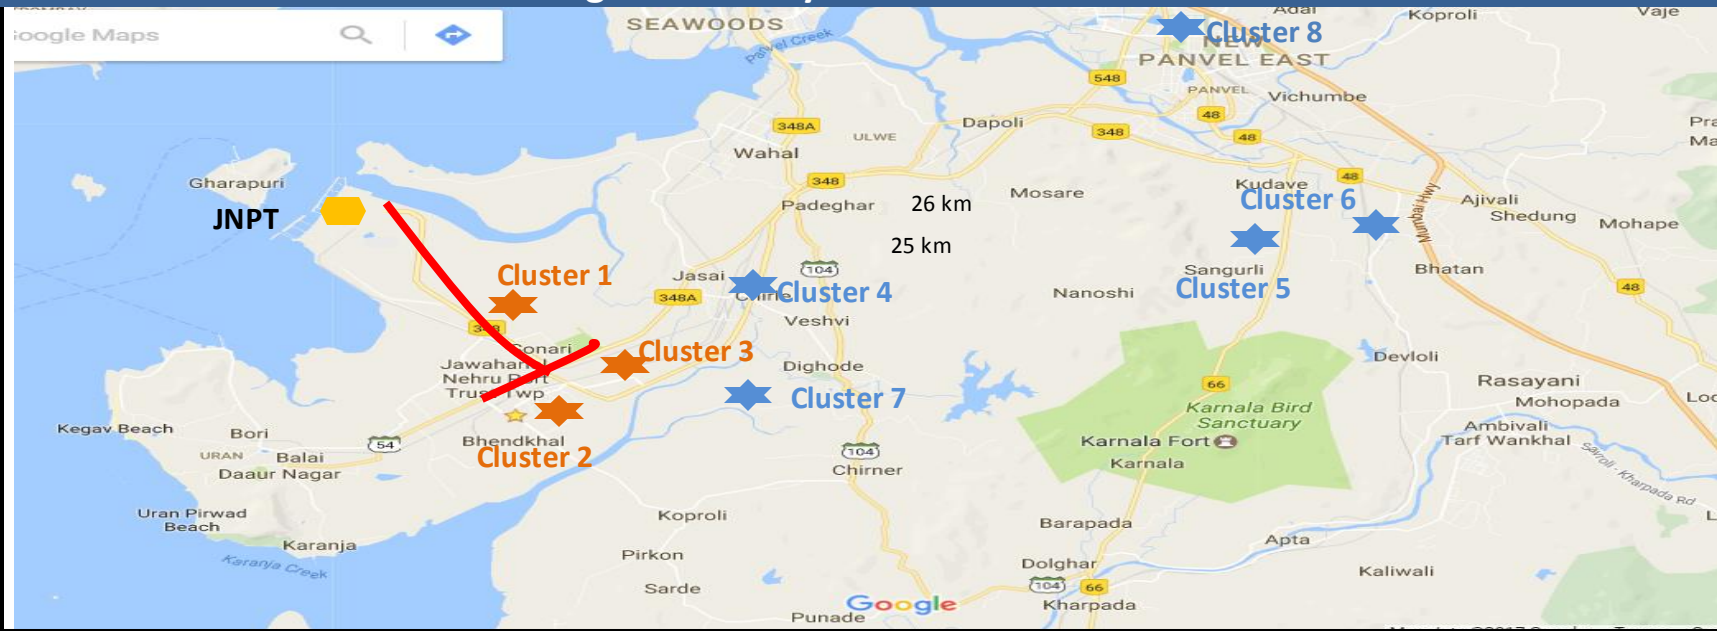 SEAWOODS
Koproli
Vaje
Google Maps
Panvel Creek
Cluster 8
NEW
PANVEL EAST
548
PANVEL
Vichumbe
48
348A
ULWE
Dapoli
348
48
Wahal
Gharapuri
348
Mosare
Kudave
48
Ajivali
JNPT
Padeghar
26 km
Cluster 6
Mumbai Hwy
Shedung
Mohape
25 km
Cluster 1
Jasai
104
Sangurli
Bhatan
348A
Cluster 4
Nanoshi
Cluster 5
48
Veshvi
Sonari
Cluster 3
Devloli
Jawahar
Nehru Port
Trust Twp
Dighode
66
Rasayani
Mohopada
Cluster 7
Karnala Bird
Sanctuary
Kegav Beach
Bori
54
Bhendkhal
Karnala Fort
Ambivali
Tarf Wankhal
URAN
Balai
Cluster 2
104
Karnala
Savroli - Kharpada Rd
Daaur Nagar
Chirner
Uran Pirwad
Beach
Koproli
Barapada
Karanja
Apta
Karanja Creek
Pirkon
Dolghar
Kaliwali
Sarde
104
66
Google
Kharpada
Punade